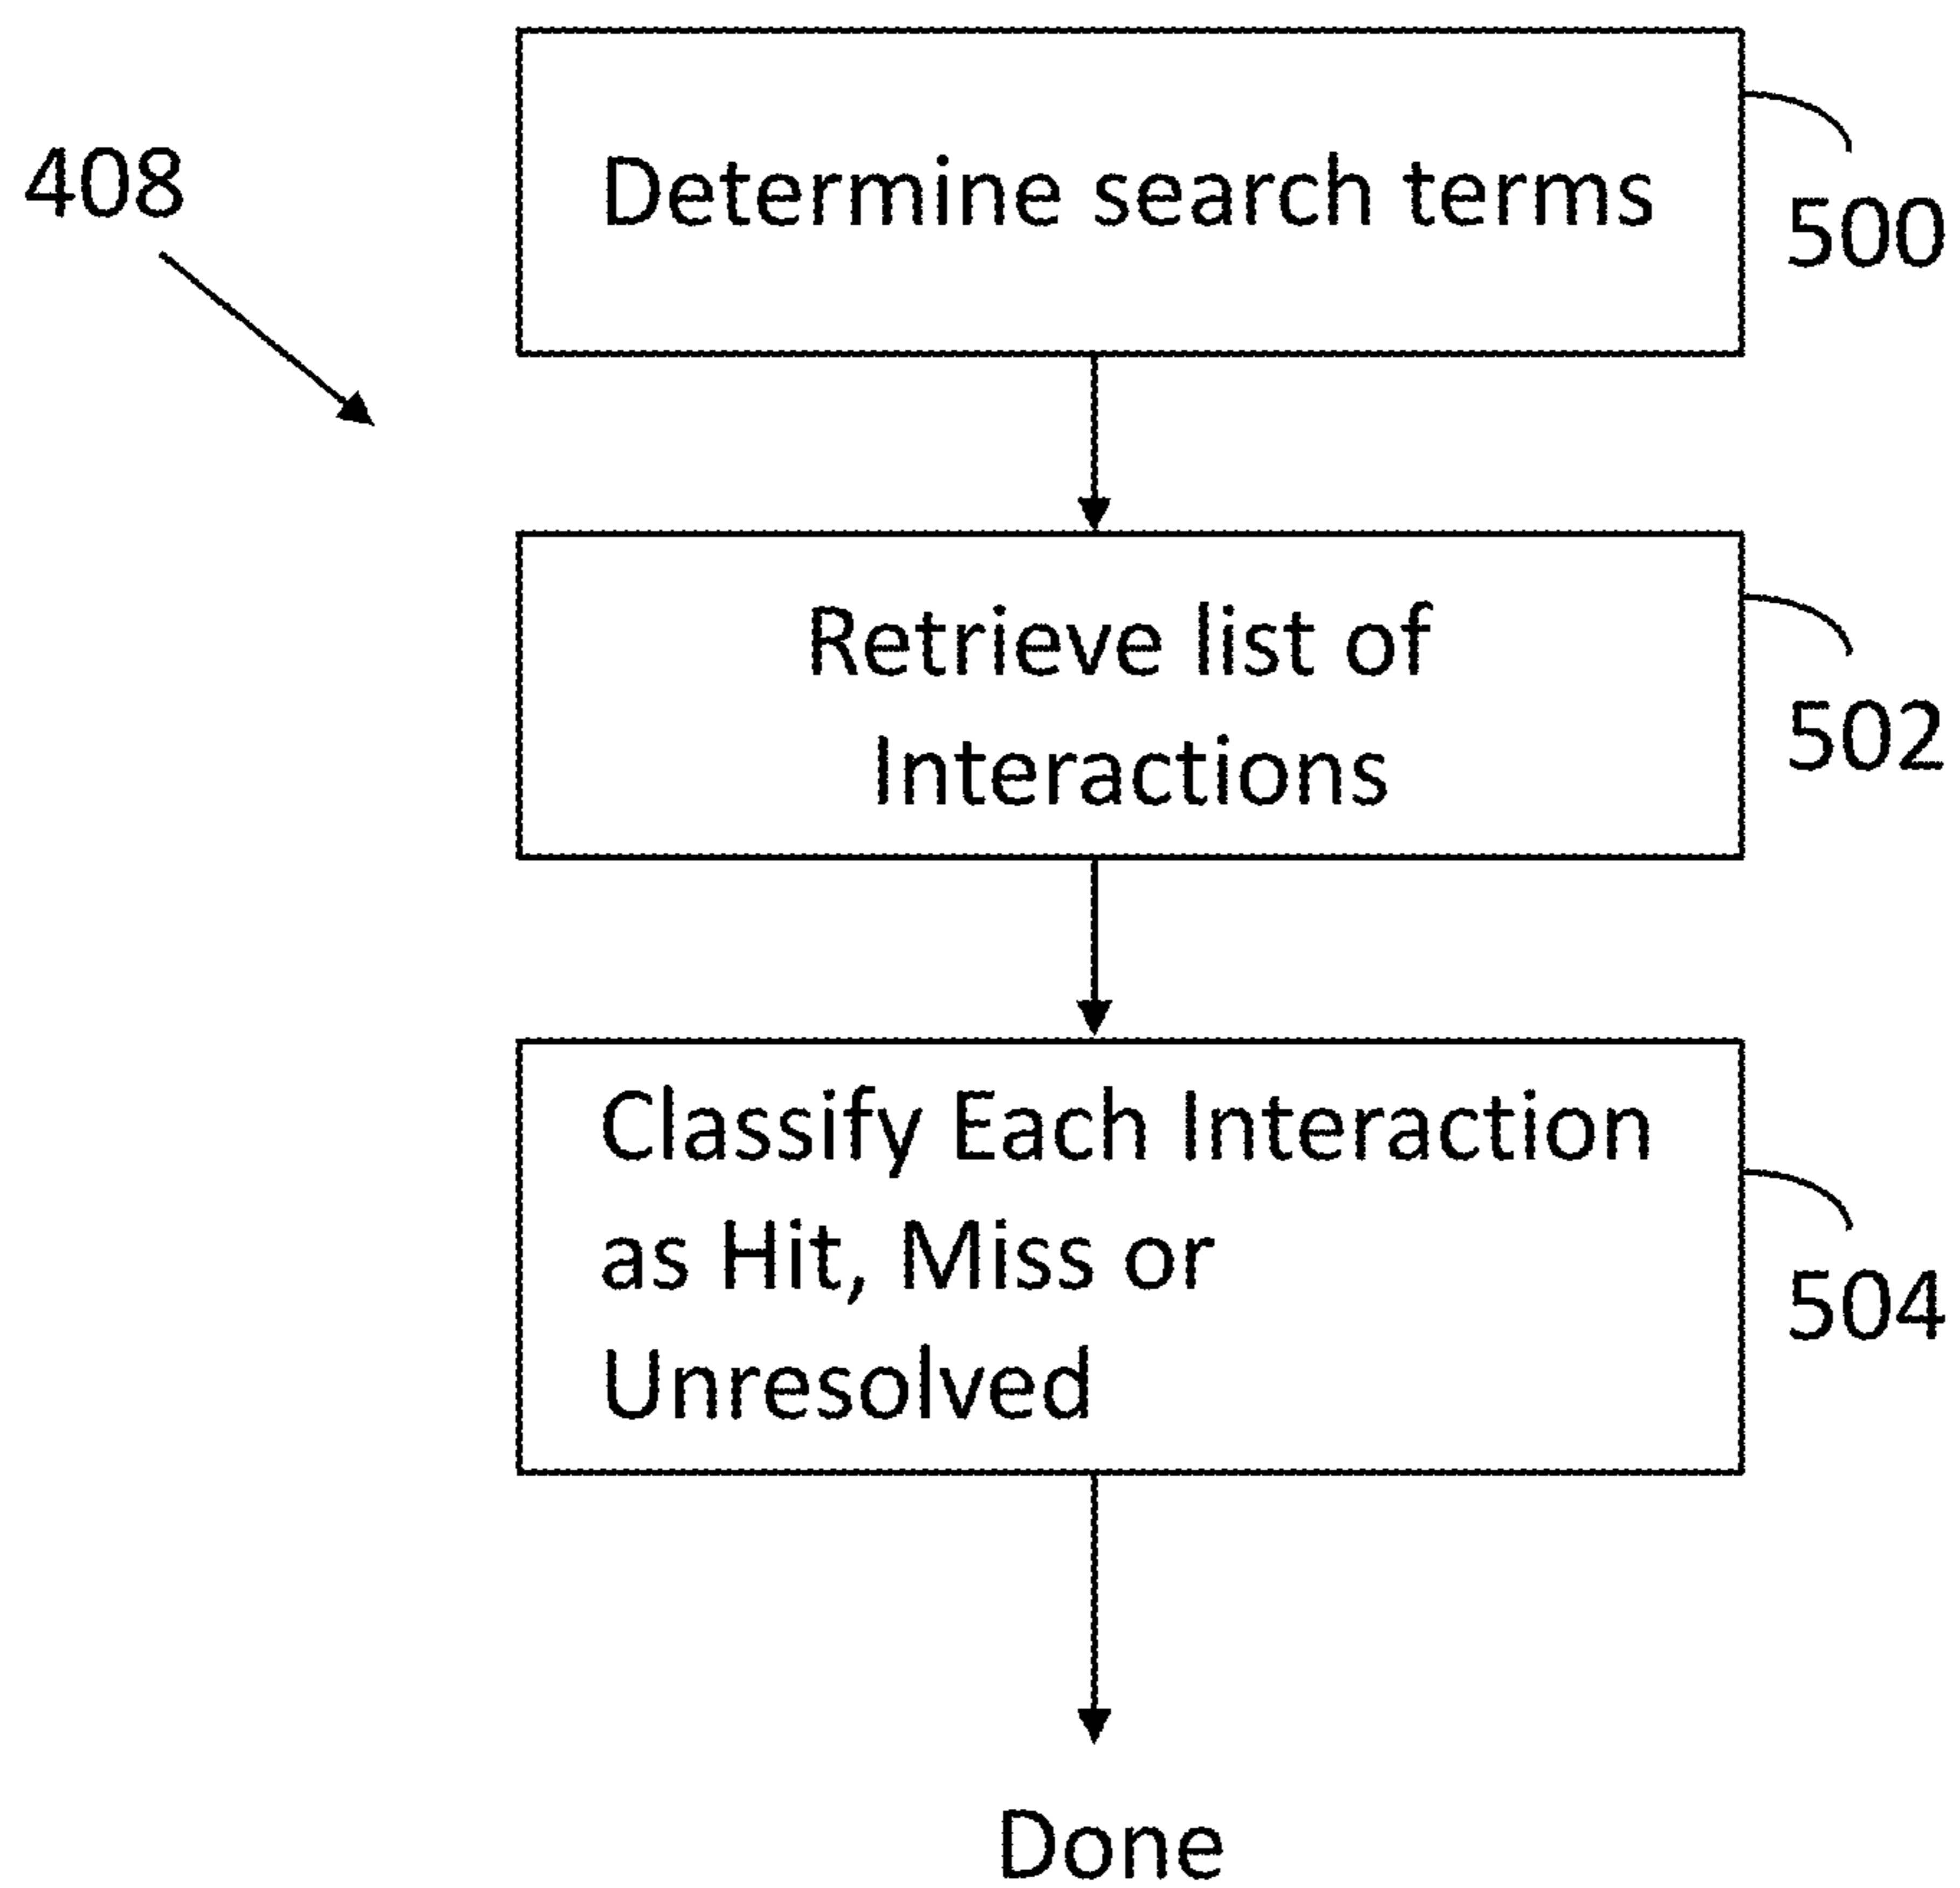 408
Determine search terms
500
Retrieve list of
Interactions
502
Classify Each Interaction
as Hit, Miss or
Unresolved
504
Done